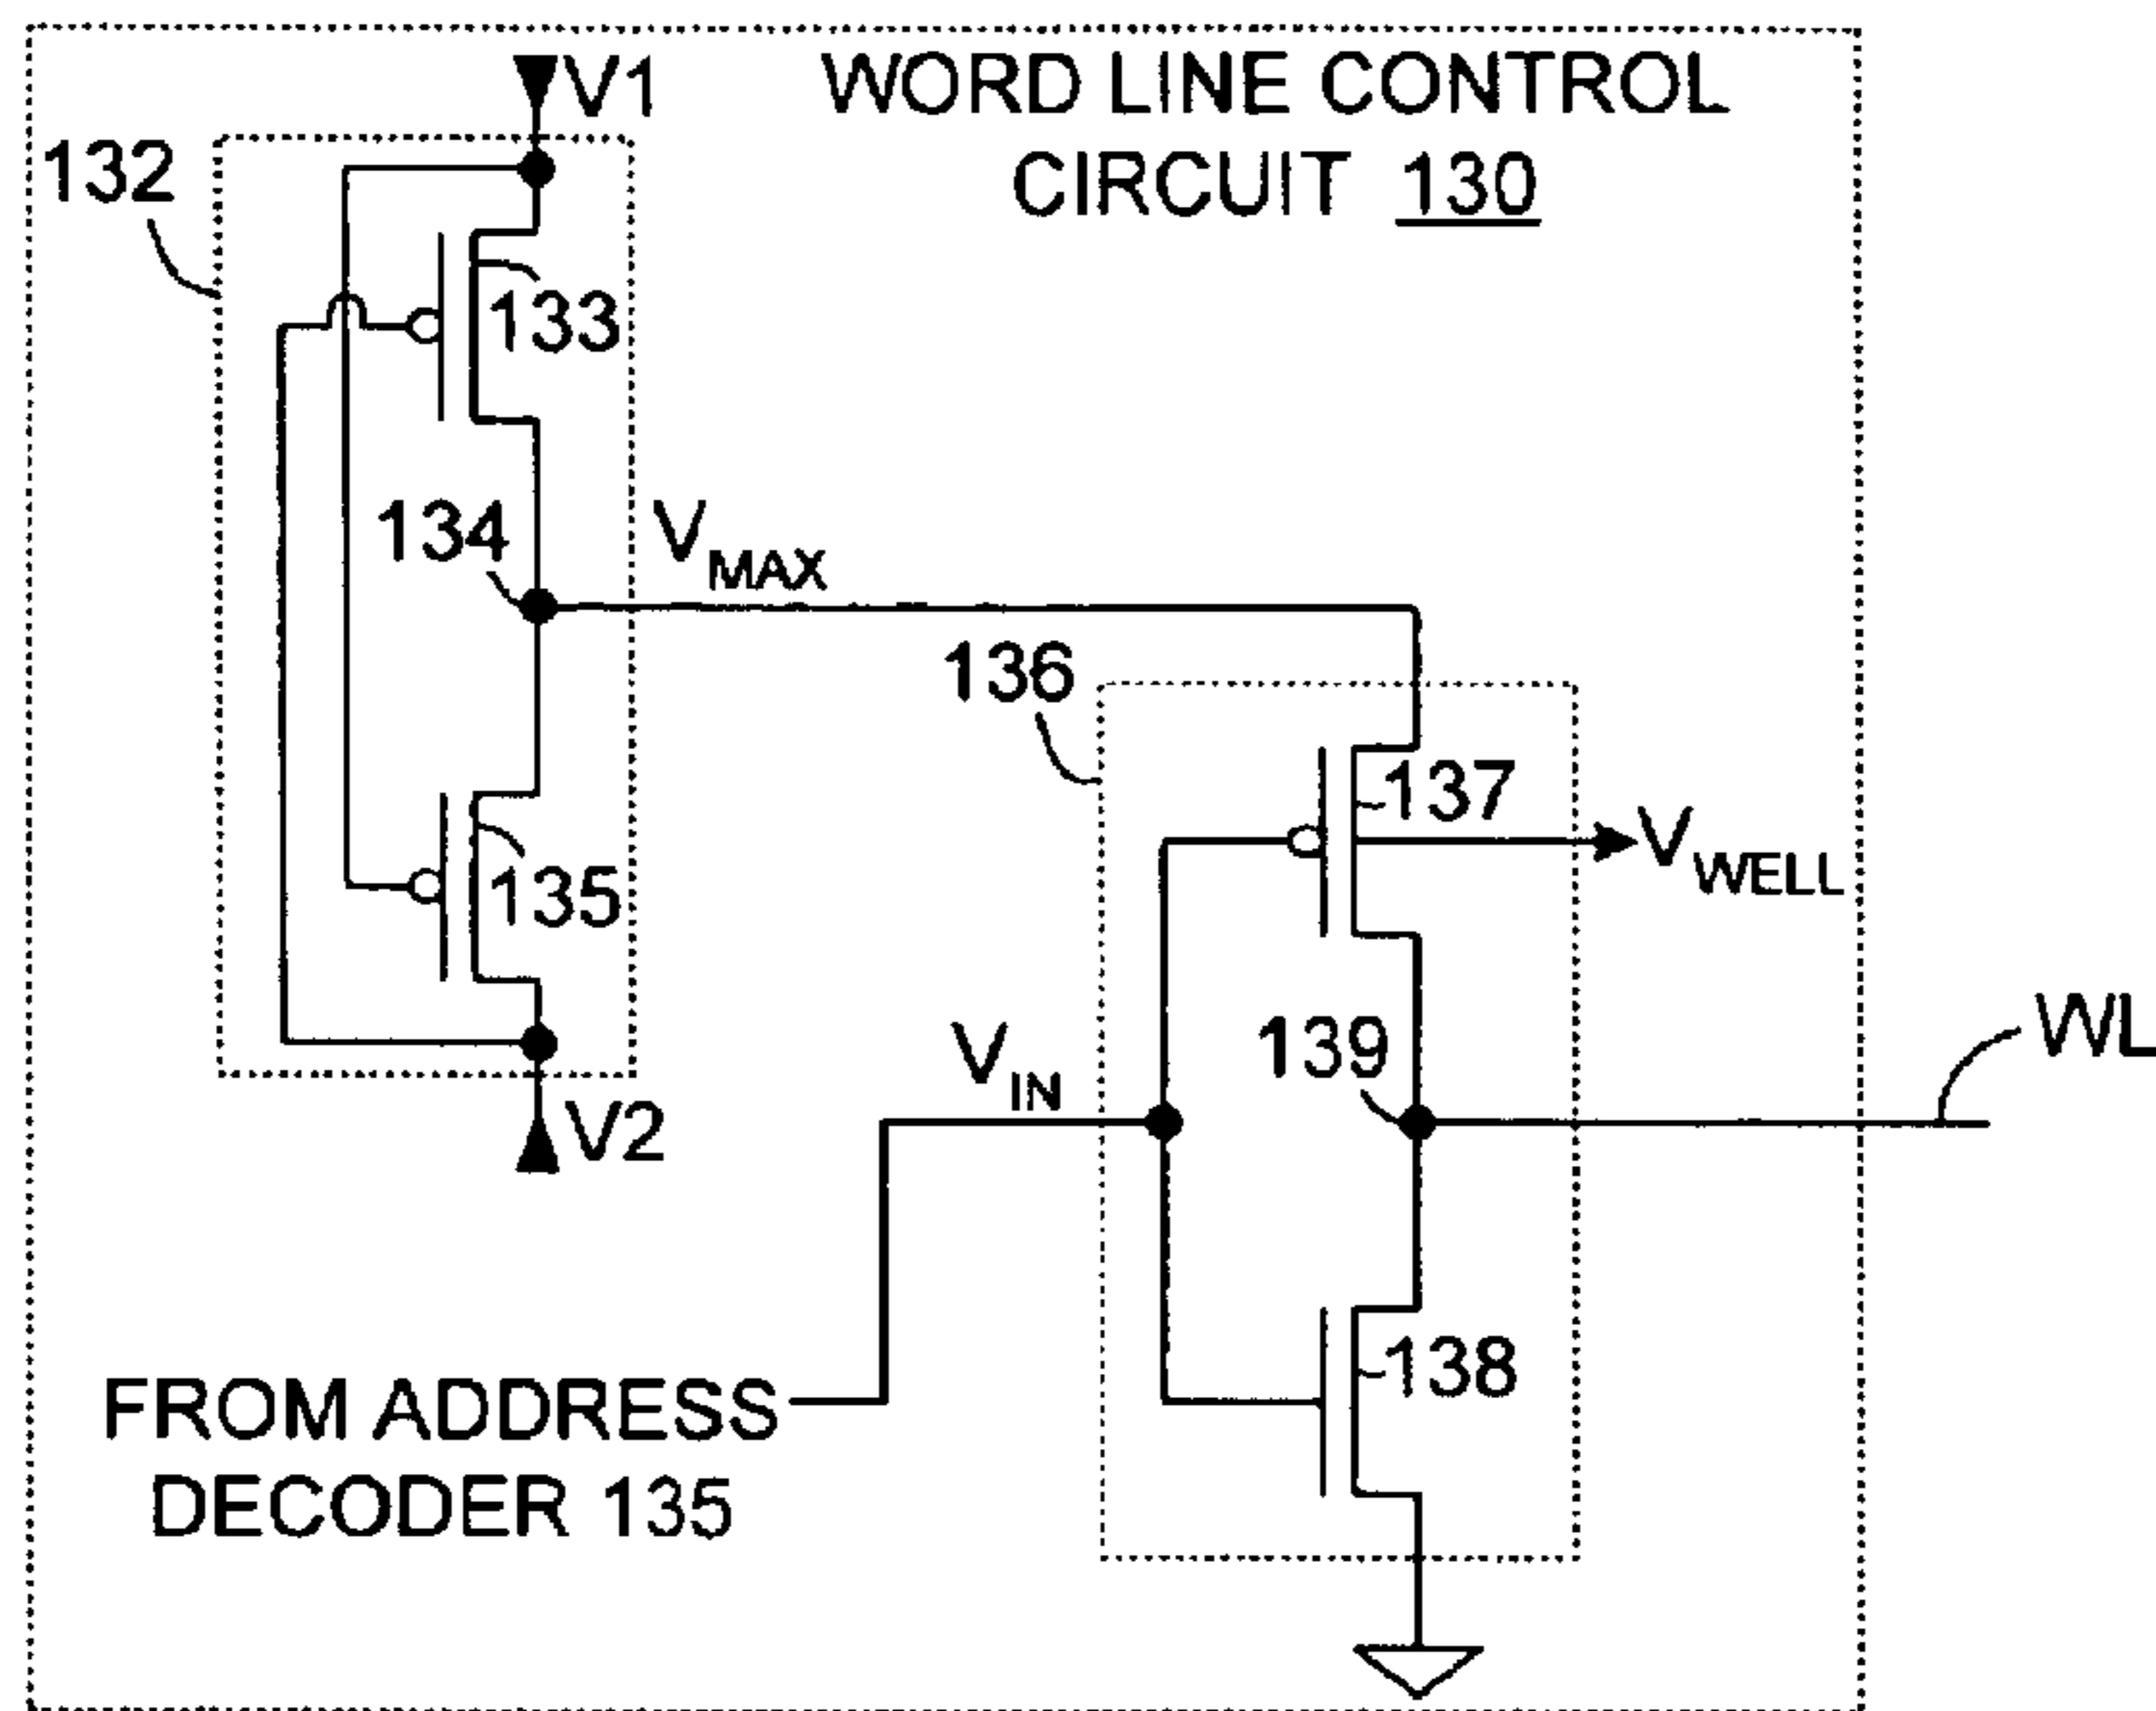 V1
WORD LINE CONTROL
CIRCUIT 130
132
133
134
VMAX
136
137
135
VWELL
139
WL
VIN
V2
138
FROM ADDRESS
DECODER 135